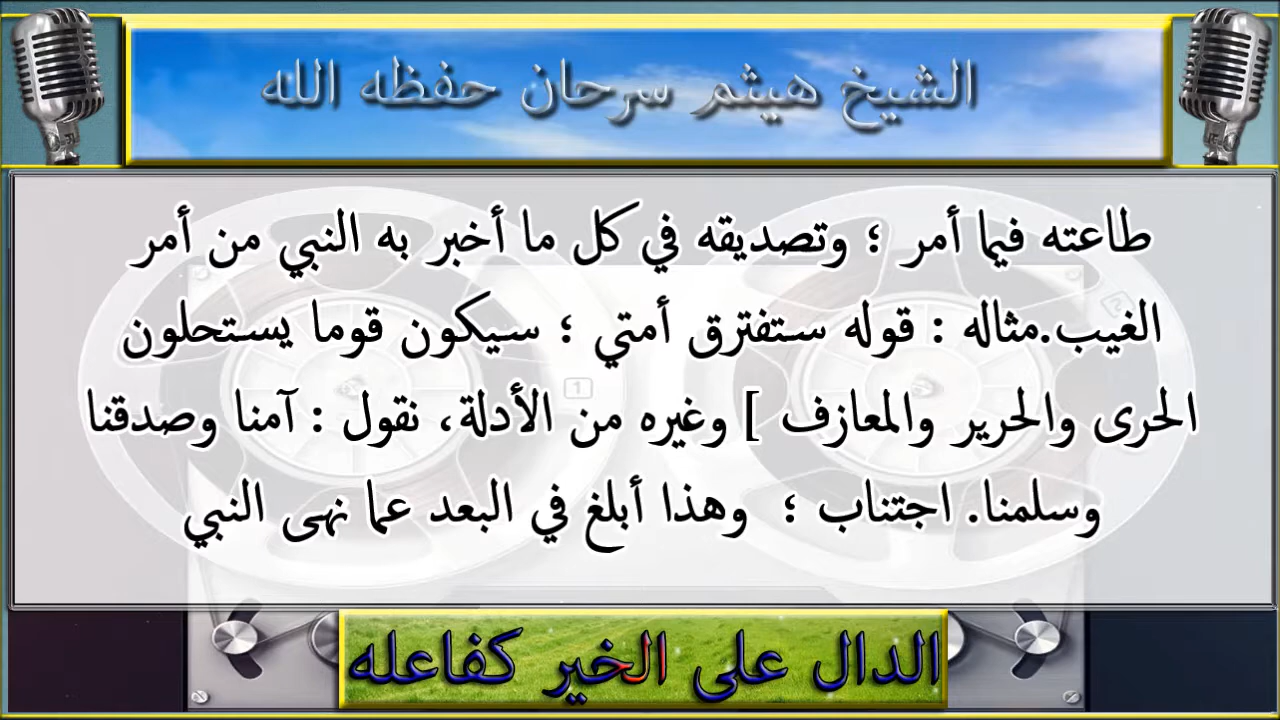 الشيخ هيثم سرحان حفظه الله
طاعته فيما أمر ؛ وتصديقه في كل ما أخبر به النبي من أمر
الغيب.مثاله : قوله ستفترق أمتي ؛ سيكون قوما يستحلون
الحرى والحرير والمعازف ] وغيره من الأدلة، نقول : آمنا وصدقنا
وسلمنا. اجتناب ؛ وهذا أبلغ في البعد عما نهى النبي
الدال على الخير كفاعله